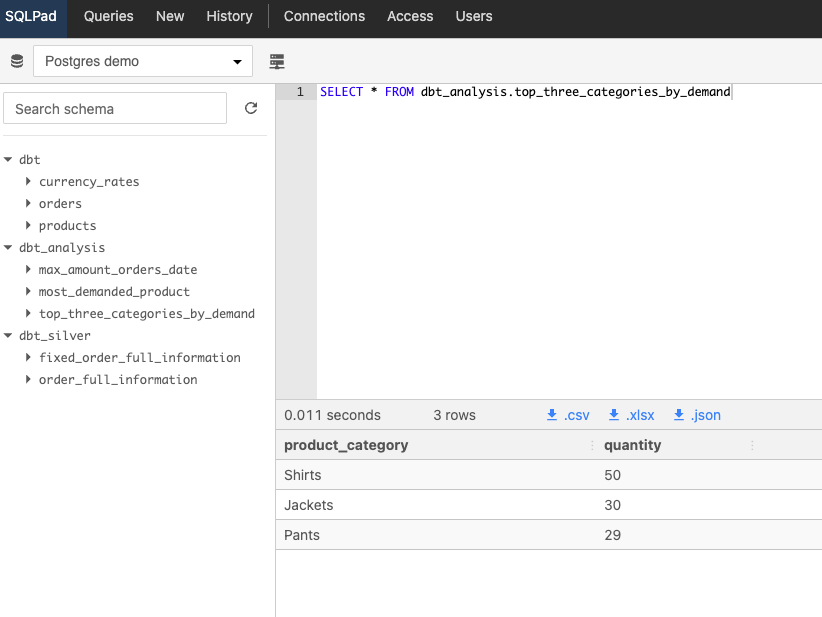 SQLPad Queries New History Connections Access Users
Postgres demo
1 SELECT * FROM dbt_analysis.top_three_categories_by_demand
Search schema
dbt
currency_rates
orders
products
dbt_analysis
max_amount_orders_date
most_demanded_product
top_three_categories_by_demand
dbt_silver
fixed_order_full_information
order_full_information
0.011 seconds 3 rows .csv .xlsx .json
product_category quantity
Shirts 50
Jackets 30
Pants 29